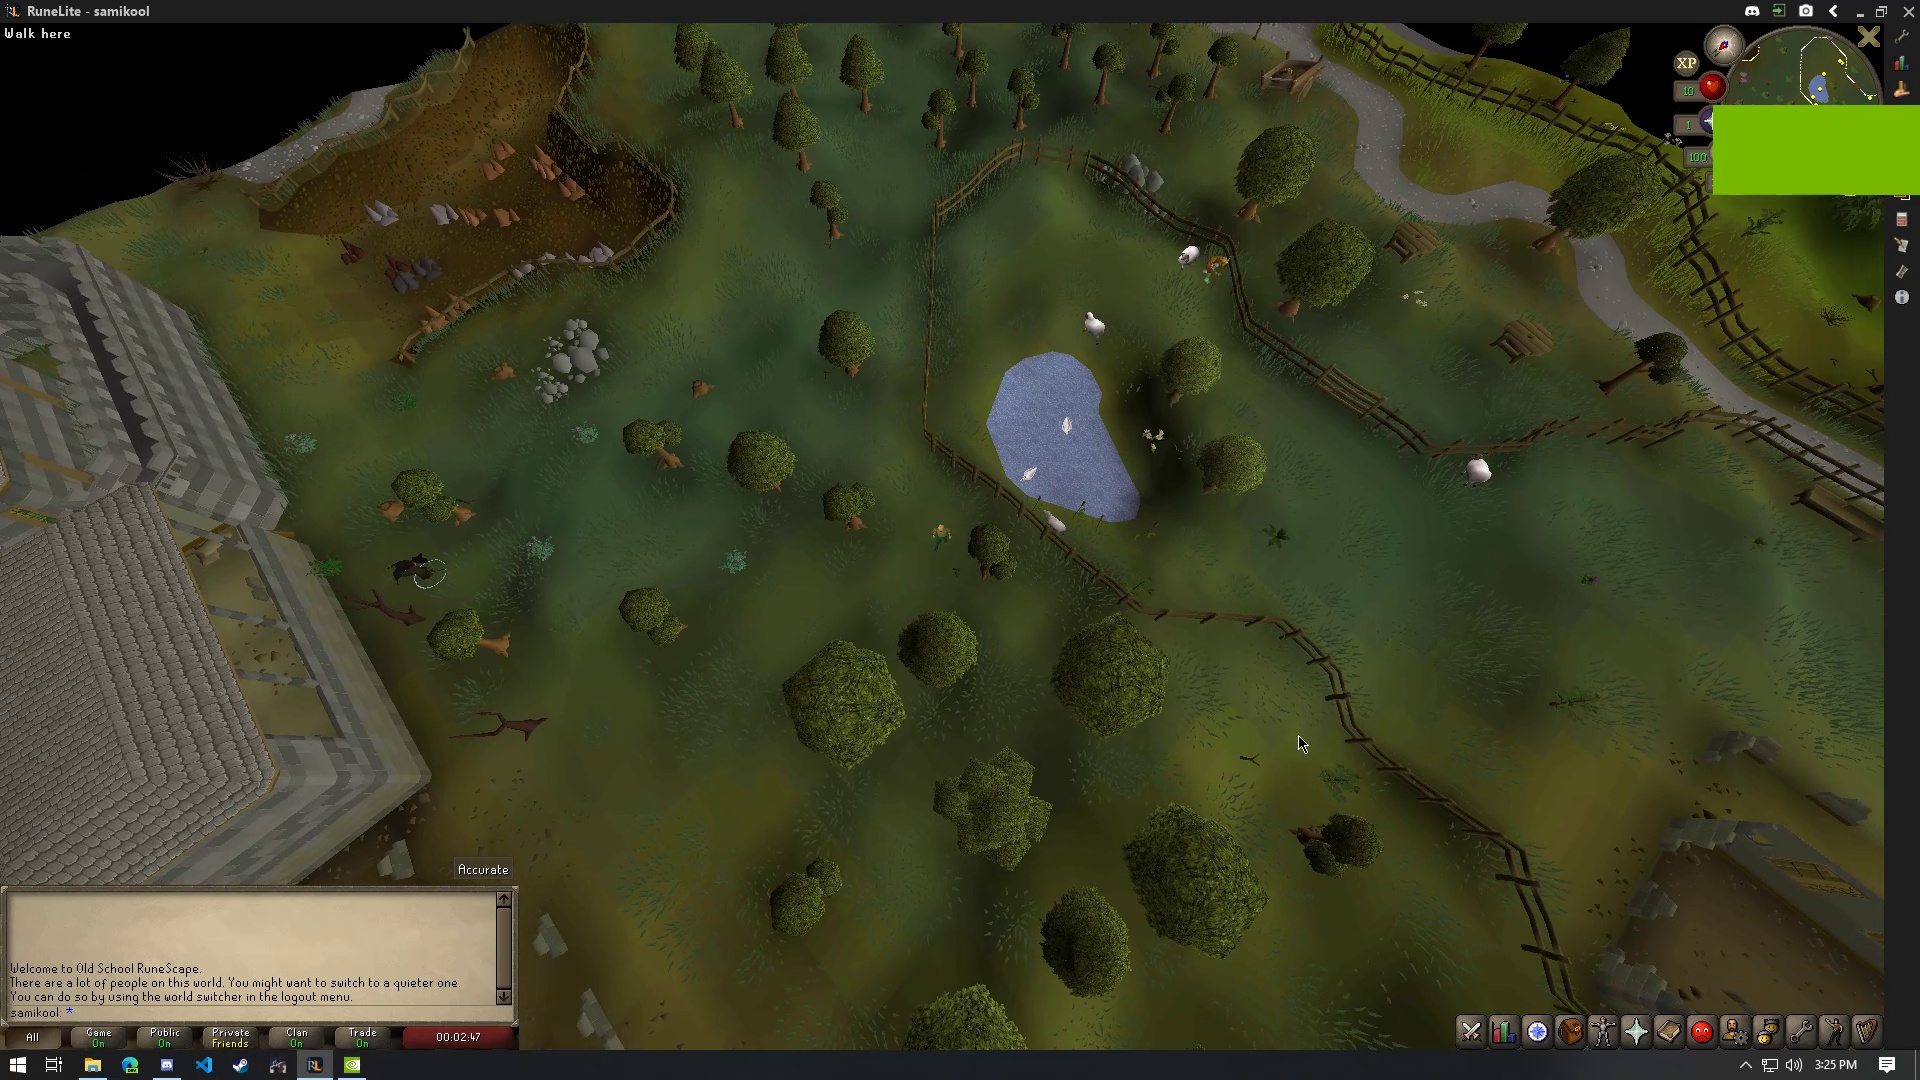 RuneLite - samikool
Walk here
XP
10
1
100
Accurate
Welcome to Old School RuneScape.
There are a lot of people on this world. You might want to switch to a quieter one.
You can do so by using the world switcher in the logout menu.
samikool: *
All
Game
On
Public
On
Private
Friends
Clan
On
Trade
On
00:02:47
3:25 PM